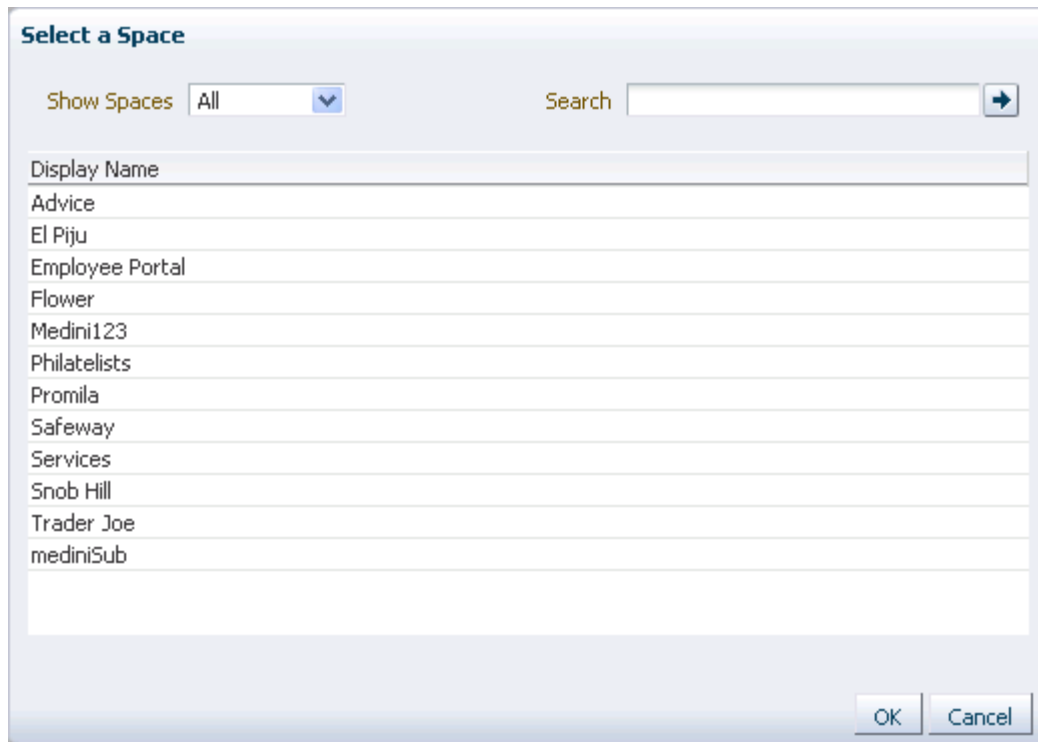 Select a Space
Show Spaces All Search
Display Name
Advice
El Piju
Employee Portal
Flower
Medini123
Philatelists
Promila
Safeway
Services
Snob Hill
Trader Joe
mediniSub
OK Cancel